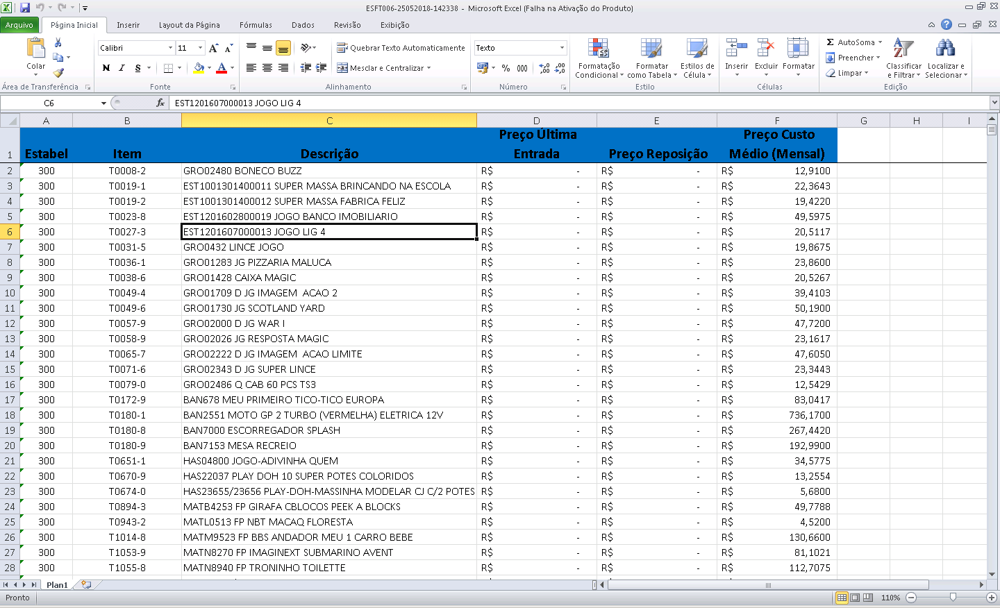 ESFT006-25052018-142338 - Microsoft Excel (Falha na Ativação do Produto)
Arquivo Página Inicial Inserir Layout da Página Fórmulas Dados Revisão Exibição
Colar
Área de Transferência
Calibri 11
N I S
Fonte
Quebrar Texto Automaticamente
Mesclar e Centralizar
Alinhamento
Texto
% 000
Número
Formatação Condicional
Formatar como Tabela
Estilos de Célula
Estilo
Inserir Excluir Formatar
Células
AutoSoma
Preencher
Limpar
Classificar e Filtrar
Localizar e Selecionar
Edição
C6 fx EST1201607000013 JOGO LIG 4
A B C D E F G H I
1 Estabel Item Descrição Preço Última Entrada Preço Reposição Preço Custo Médio (Mensal)
2 300 T0008-2 GRO02480 BONECO BUZZ R$ - R$ - R$ 12,9100
3 300 T0019-1 EST1001301400011 SUPER MASSA BRINCANDO NA ESCOLA R$ - R$ - R$ 22,3643
4 300 T0019-2 EST1001301400012 SUPER MASSA FABRICA FELIZ R$ - R$ - R$ 19,4220
5 300 T0023-8 EST1201602800019 JOGO BANCO IMOBILIARIO R$ - R$ - R$ 49,5975
6 300 T0027-3 EST1201607000013 JOGO LIG 4 R$ - R$ - R$ 20,5117
7 300 T0031-5 GRO0432 LINCE JOGO R$ - R$ - R$ 19,8675
8 300 T0036-1 GRO01283 JG PIZZARIA MALUCA R$ - R$ - R$ 23,8600
9 300 T0038-6 GRO01428 CAIXA MAGIC R$ - R$ - R$ 20,5267
10 300 T0049-4 GRO01709 D JG IMAGEM  ACAO 2 R$ - R$ - R$ 39,4103
11 300 T0049-6 GRO01730 JG SCOTLAND YARD R$ - R$ - R$ 50,1900
12 300 T0057-9 GRO02000 D JG WAR I R$ - R$ - R$ 47,7200
13 300 T0058-9 GRO02026 JG RESPOSTA MAGIC R$ - R$ - R$ 23,1617
14 300 T0065-7 GRO02222 D JG IMAGEM  ACAO LIMITE R$ - R$ - R$ 47,6050
15 300 T0071-6 GRO02343 D JG SUPER LINCE R$ - R$ - R$ 23,3443
16 300 T0079-0 GRO02486 Q CAB 60 PCS TS3 R$ - R$ - R$ 12,5429
17 300 T0172-9 BAN678 MEU PRIMEIRO TICO-TICO EUROPA R$ - R$ - R$ 83,0417
18 300 T0180-1 BAN2551 MOTO GP 2 TURBO (VERMELHA) ELETRICA 12V R$ - R$ - R$ 736,1700
19 300 T0180-8 BAN7000 ESCORREGADOR SPLASH R$ - R$ - R$ 267,4420
20 300 T0180-9 BAN7153 MESA RECREIO R$ - R$ - R$ 192,9900
21 300 T0651-1 HAS04800 JOGO-ADIVINHA QUEM R$ - R$ - R$ 34,5775
22 300 T0670-9 HAS22037 PLAY DOH 10 SUPER POTES COLORIDOS R$ - R$ - R$ 13,2554
23 300 T0674-0 HAS23655/23656 PLAY-DOH-MASSINHA MODELAR CJ C/2 POTES R$ - R$ - R$ 5,6800
24 300 T0894-3 MATB4253 FP GIRAFA CBLOCOS PEEK A BLOCKS R$ - R$ - R$ 49,7788
25 300 T0943-2 MATL0513 FP NBT MACAQ FLORESTA R$ - R$ - R$ 4,5200
26 300 T1014-8 MATM9523 FP BBS ANDADOR MEU 1 CARRO BEBE R$ - R$ - R$ 130,6600
27 300 T1053-9 MATN8270 FP IMAGINEXT SUBMARINO AVENT R$ - R$ - R$ 81,1021
28 300 T1055-8 MATN8940 FP TRONINHO TOILETTE R$ - R$ - R$ 112,7075
Plan1
Pronto 110%